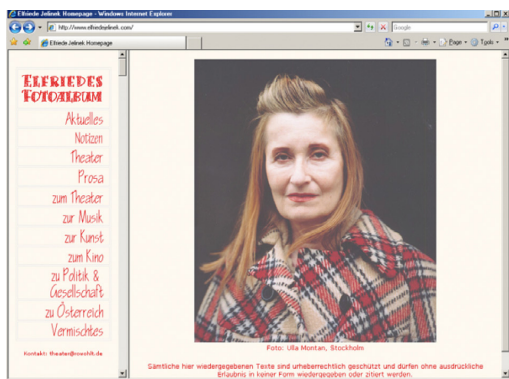 Elfriede Jelinek Homepage - Windows Internet Explorer
http://www.elfriedejelinek.com/
Google
Elfriede Jelinek Homepage
Page
Tools
ELFRIEDES
FOTOALBUM
Aktuelles
Notizen
Theater
Prosa
zum Theater
zur Musik
zur Kunst
zum Kino
zu Politik &
Gesellschaft
zu Österreich
Vermischtes
Kontakt: theater@rowohlt.de
Foto: Ulla Montan, Stockholm
Sämtliche hier wiedergegebenen Texte sind urheberrechtlich geschützt und dürfen ohne ausdrückliche
Erlaubnis in keiner Form wiedergegeben oder zitiert werden.